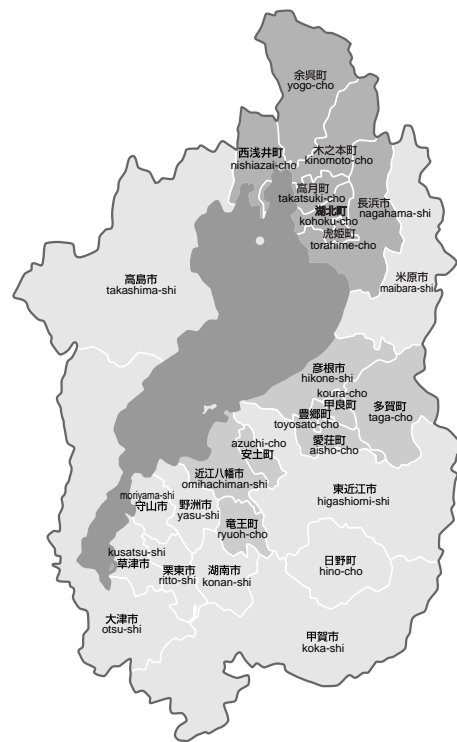 余呉町
yogo-cho
西浅井町
nishiazai-cho
木之本町
kinomoto-cho
高月町
takatsuki-cho
長浜市
nagahama-shi
湖北町
kohoku-cho
虎姫町
torahime-cho
高島市
takashima-shi
米原市
maibara-shi
彦根市
hikone-shi
koura-cho
甲良町
多賀町
taga-cho
豊郷町
toyosato-cho
愛荘町
aisho-cho
azuchi-cho
安土町
近江八幡市
omihachiman-shi
東近江市
higashiomi-shi
moriyama-shi
守山市
野洲市
yasu-shi
竜王町
ryuoh-cho
kusatsu-shi
草津市
栗東市
ritto-shi
湖南市
konan-shi
日野町
hino-cho
大津市
otsu-shi
甲賀市
koka-shi